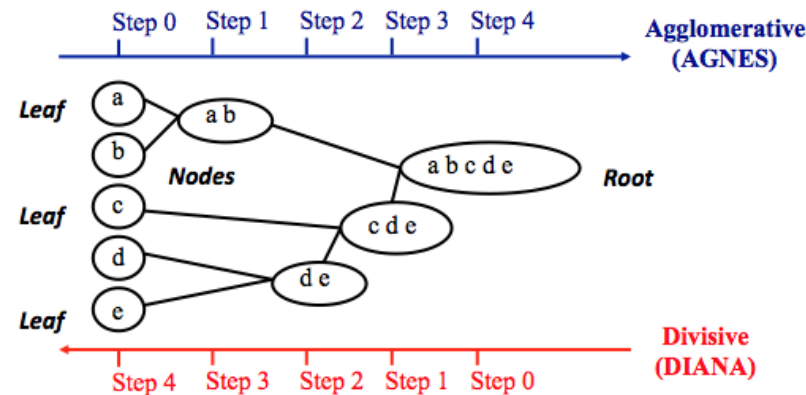 Step 0 Step 1 Step 2 Step 3 Step 4
Agglomerative
(AGNES)
Leaf
a
a b
b
Nodes
a b c d e
Root
Leaf
c
c d e
d
d e
Leaf
e
Divisive
(DIANA)
Step 4 Step 3 Step 2 Step 1 Step 0